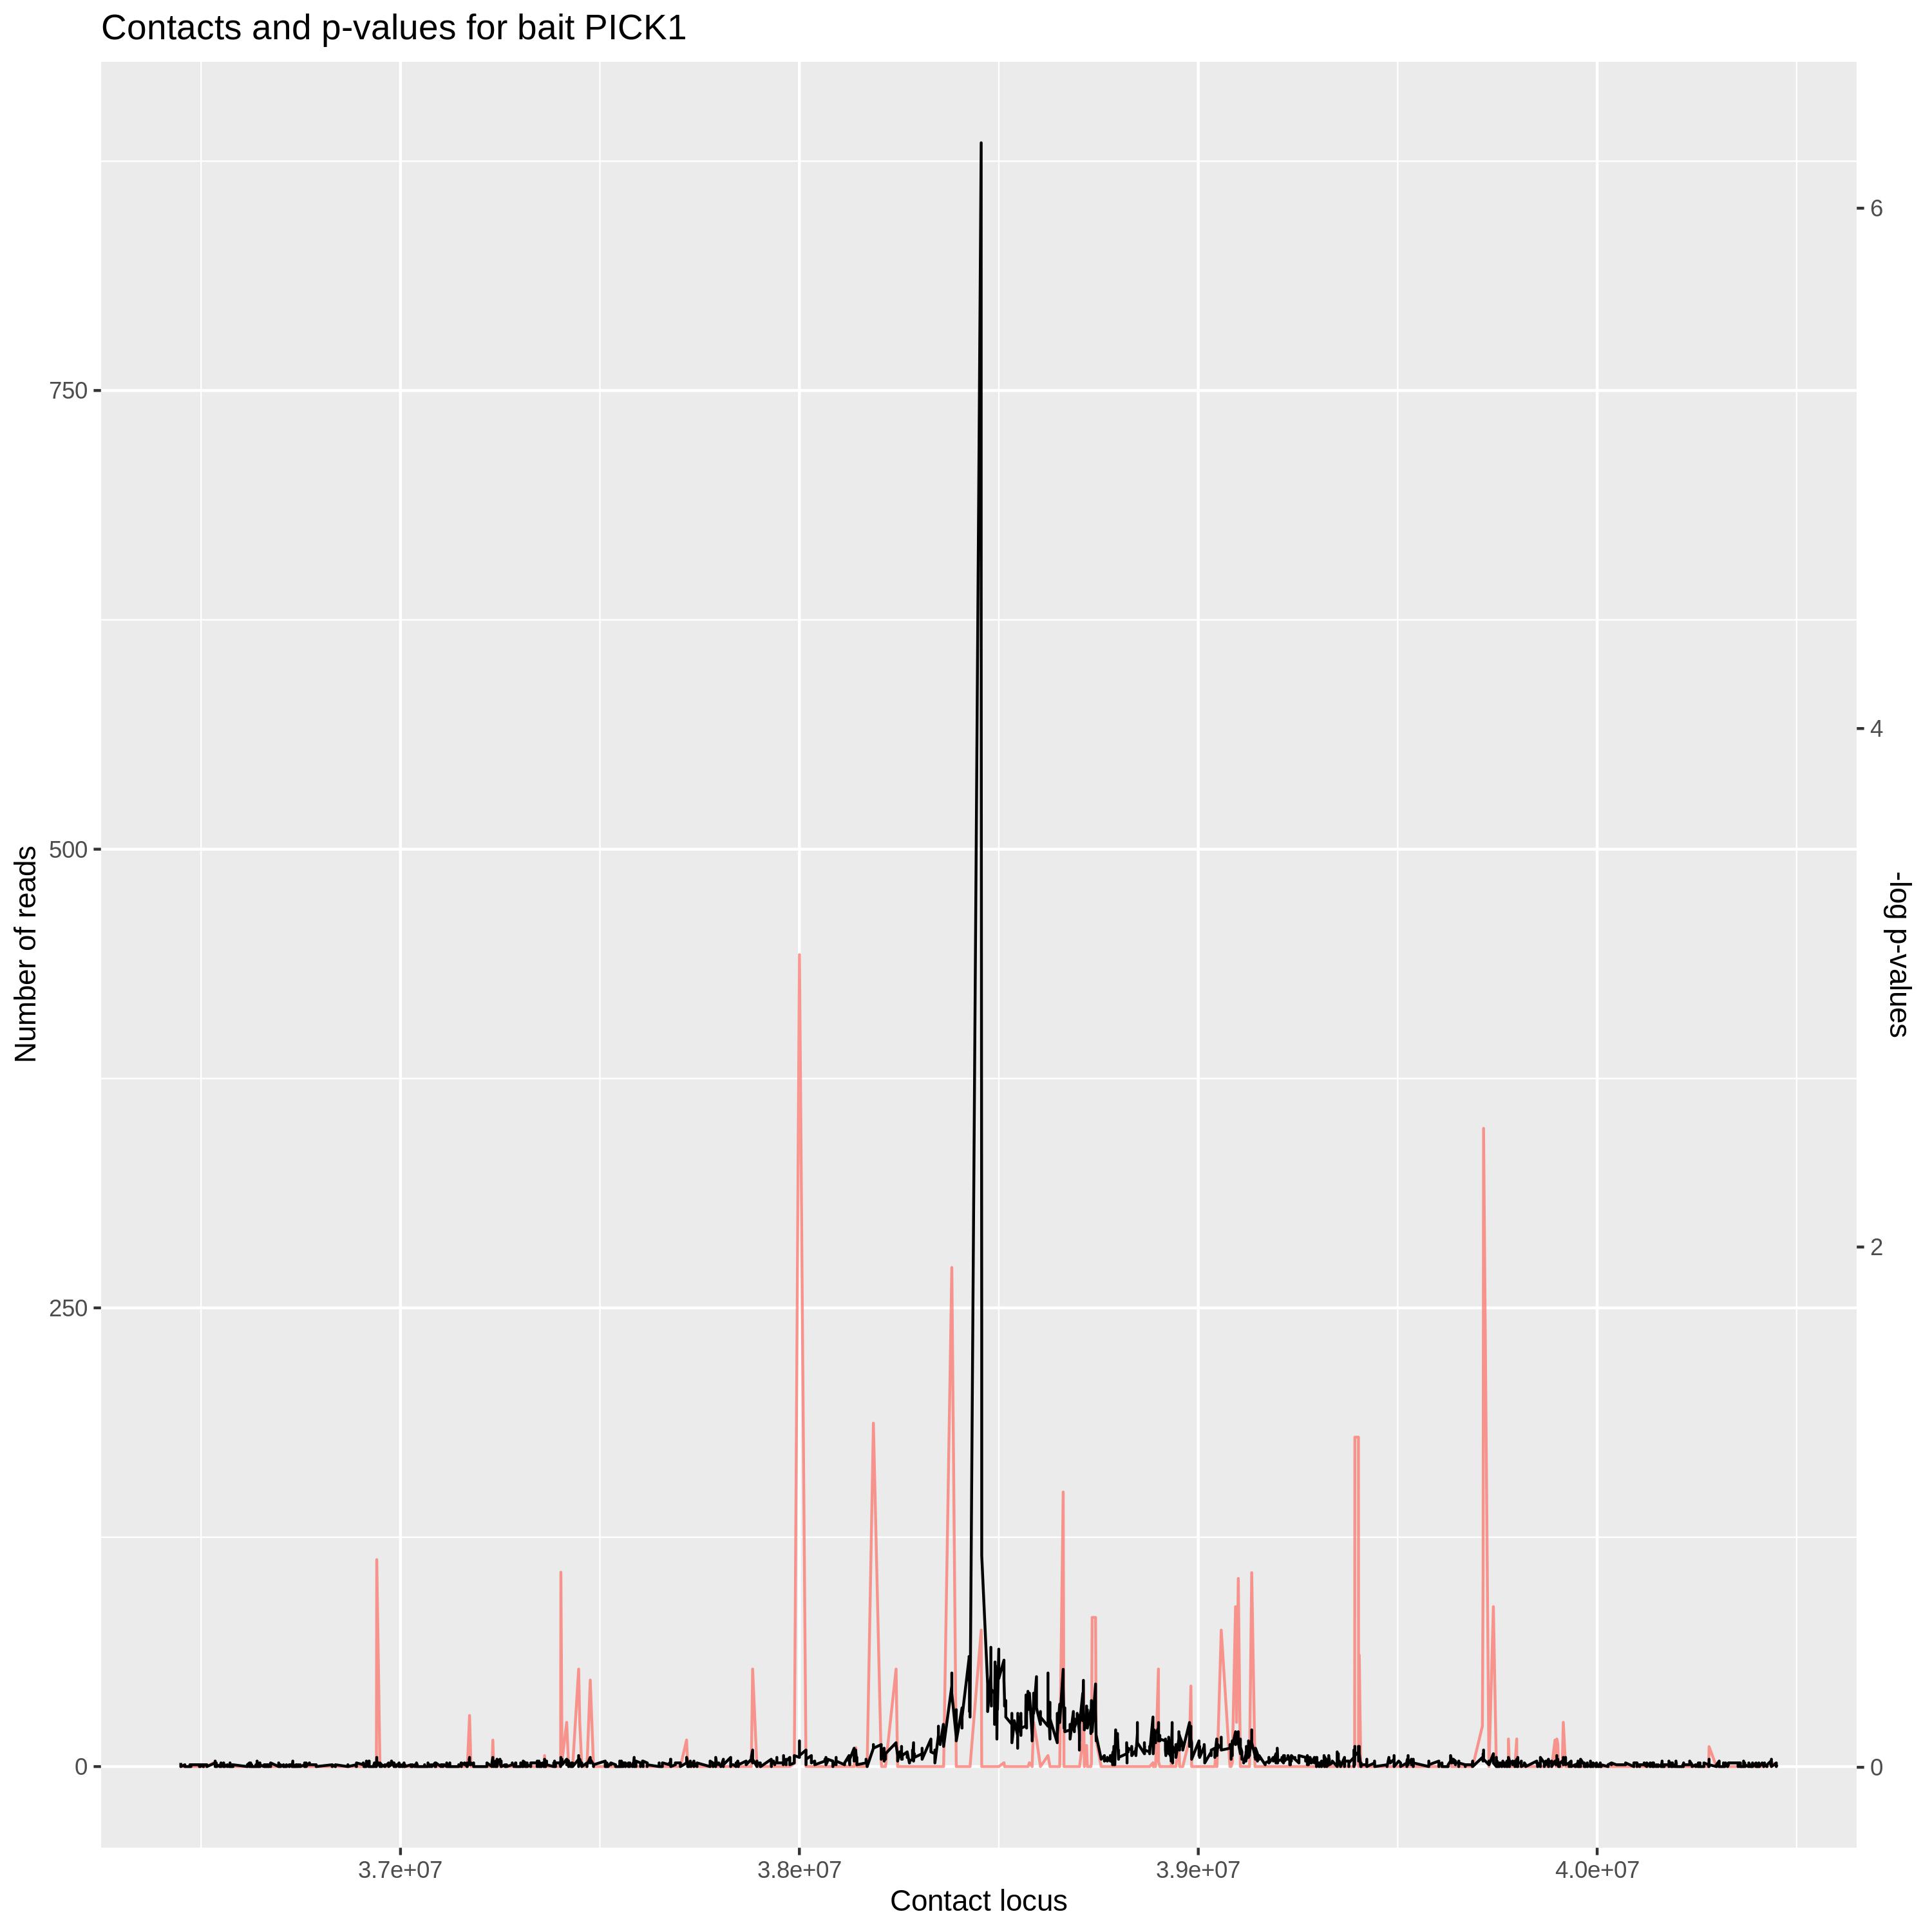 Contacts and p-values for bait PICK1
Number of reads
750
500
250
0
6
4
2
0
-log p-values
3.7e+07 3.8e+07 3.9e+07 4.0e+07
Contact locus